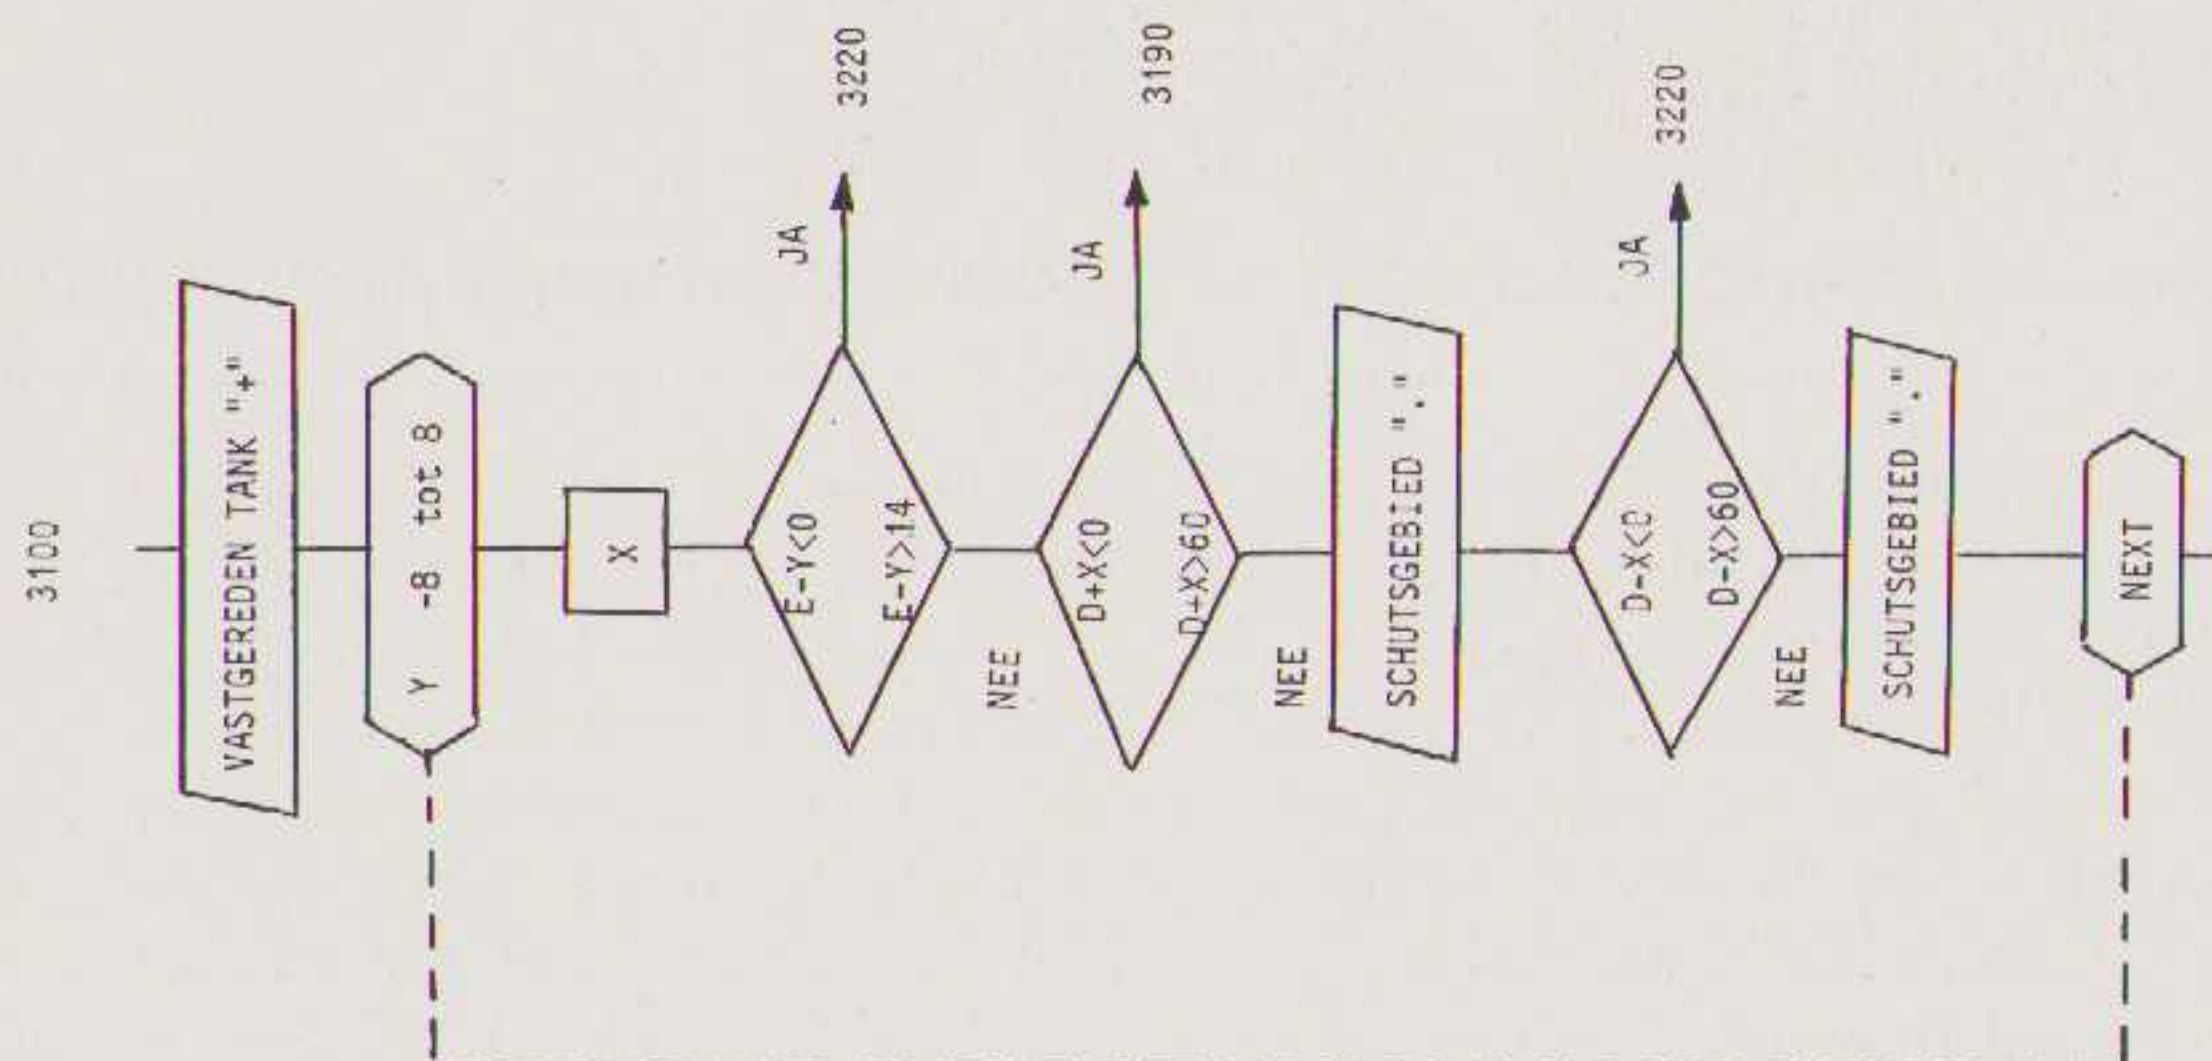 3100
VASTGEREDEN TANK "+"
Y -8 tot 8
X
E-Y<0
E-Y>14
JA
3220
NEE
D+X<0
D+X>60
JA
3190
NEE
SCHUTSGEBIED "."
D-X<0
D-X>60
JA
3220
NEE
SCHUTSGEBIED "."
NEXT